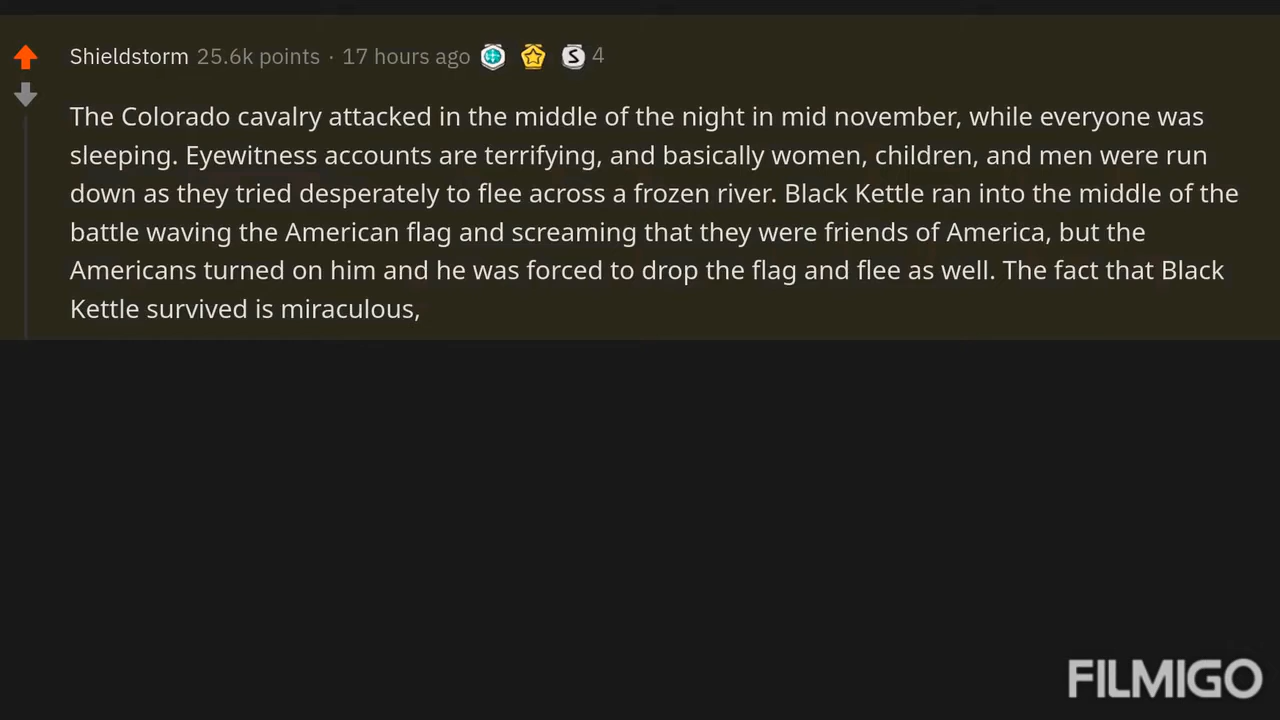 Shieldstorm 25.6k points · 17 hours ago 4
The Colorado cavalry attacked in the middle of the night in mid november, while everyone was
sleeping. Eyewitness accounts are terrifying, and basically women, children, and men were run
down as they tried desperately to flee across a frozen river. Black Kettle ran into the middle of the
battle waving the American flag and screaming that they were friends of America, but the
Americans turned on him and he was forced to drop the flag and flee as well. The fact that Black
Kettle survived is miraculous,
FILMIGO